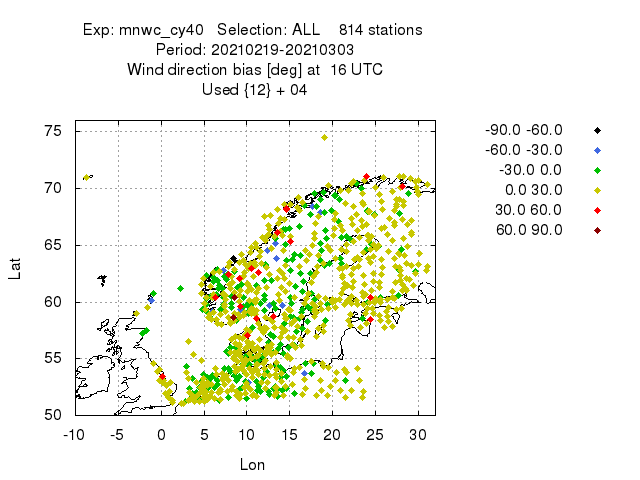 Exp: mnwc_cy40   Selection: ALL    814 stations
Period: 20210219-20210303
Wind direction bias [deg] at  16 UTC
Used {12} + 04
-90.0 -60.0
-60.0 -30.0
-30.0 0.0
0.0 30.0
30.0 60.0
60.0 90.0
75
70
65
60
55
50
Lat
-10 -5 0 5 10 15 20 25 30
Lon